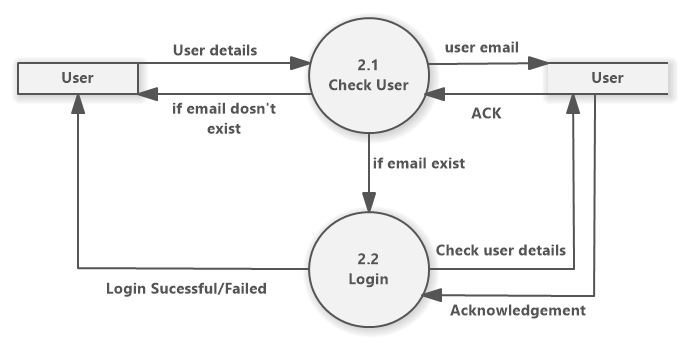 User details
user email
2.1
Check User
User
User
if email dosn't
exist
ACK
if email exist
2.2
Login
Check user details
Login Sucessful/Failed
Acknowledgement